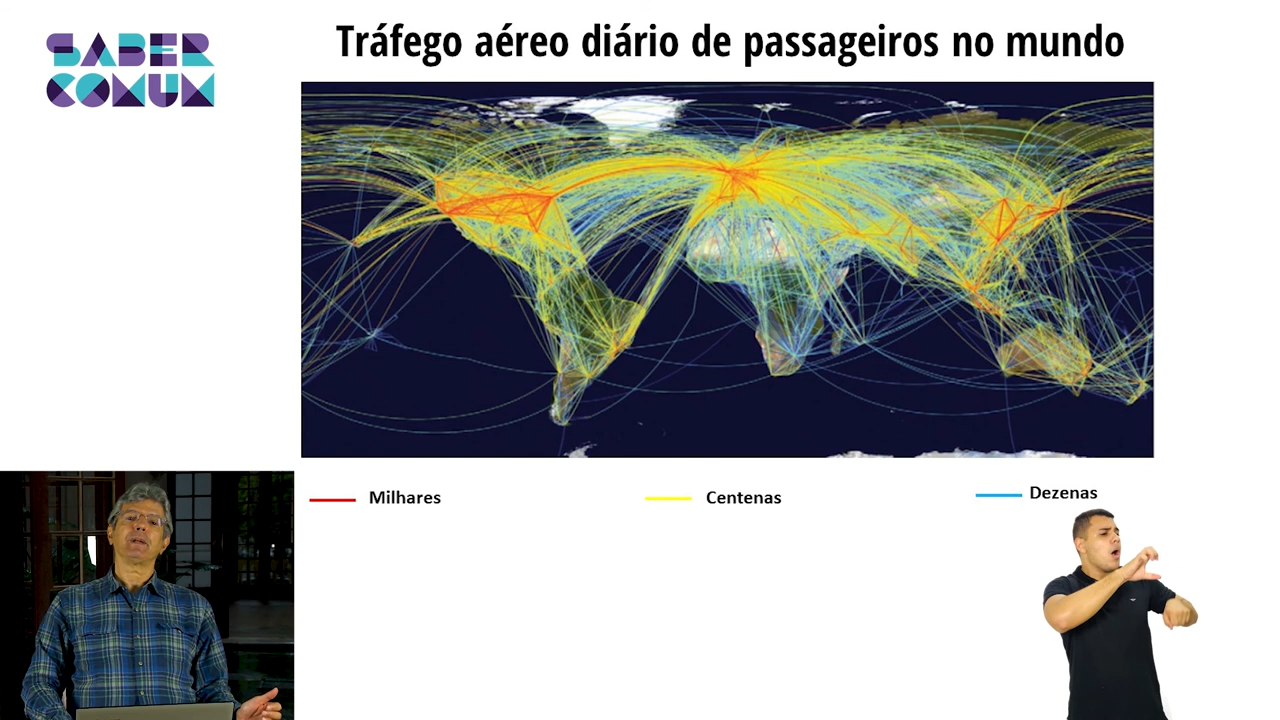 SABER
COMUM
Tráfego aéreo diário de passageiros no mundo
Milhares
Centenas
Dezenas